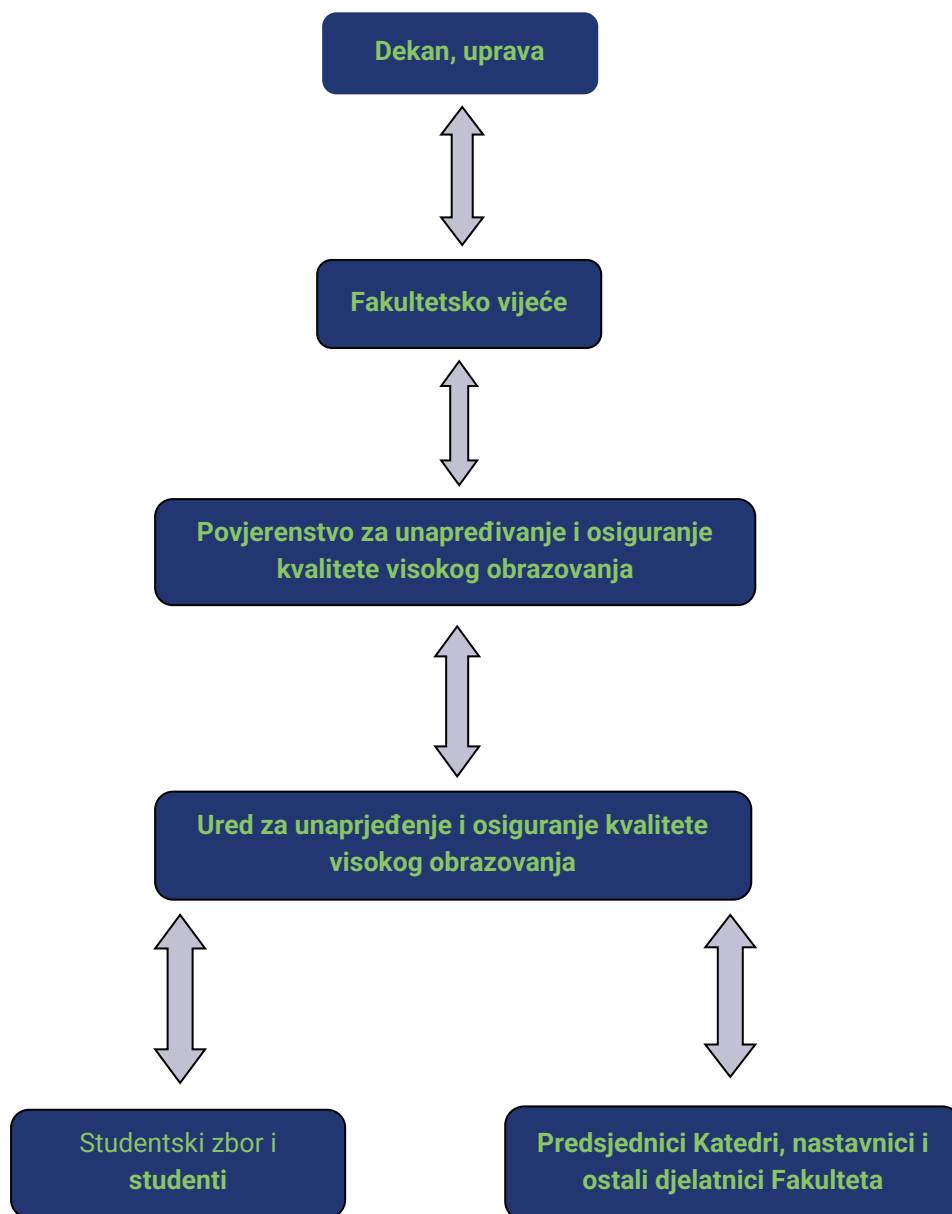 Dekan, uprava
Fakultetsko vijeće
Povjerenstvo za unapređivanje i osiguranje
kvalitete visokog obrazovanja
Ured za unaprjeđenje i osiguranje kvalitete
visokog obrazovanja
Studentski zbor i
studenti
Predsjednici Katedri, nastavnici i
ostali djelatnici Fakulteta